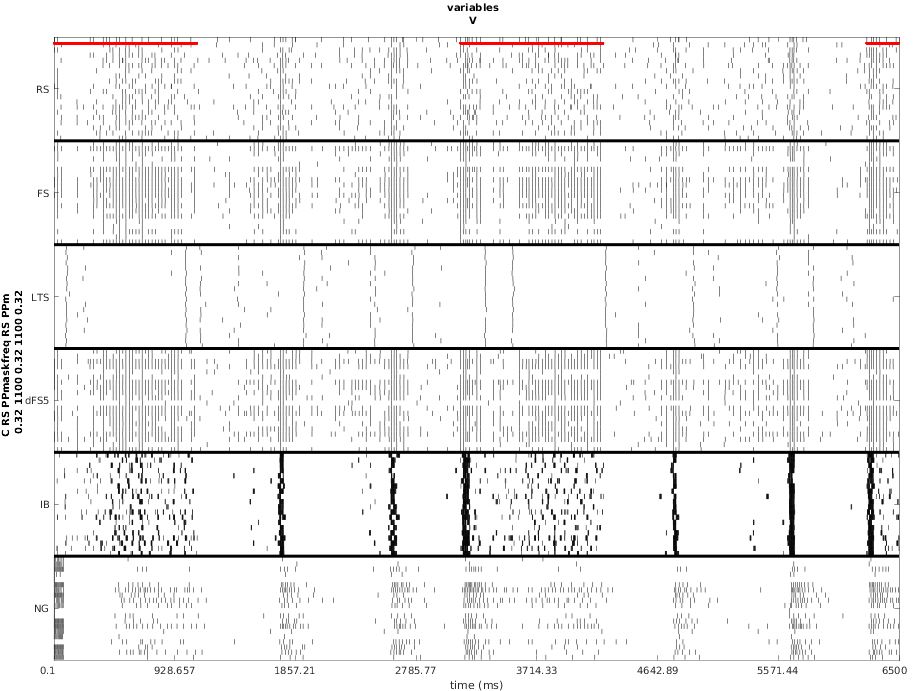 variables
V
RS
FS
LTS
dFS5
IB
NG
C RS PPmaskfreq RS PPm
0.32 1100 0.32 1100 0.32
0.1 928.657 1857.21 2785.77 3714.33 4642.89 5571.44 6500
time (ms)